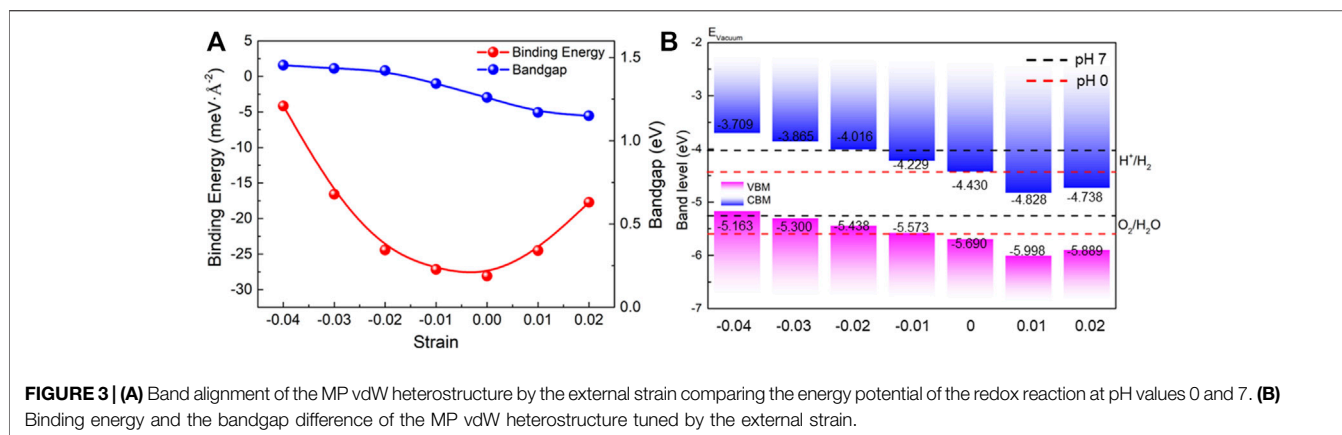 A
Binding Energy (meV·Å⁻²)
5
0
-5
-10
-15
-20
-25
-30
Binding Energy
Bandgap
1.5
1.0
0.5
0.0
Bandgap (eV)
-0.04 -0.03 -0.02 -0.01 0.00 0.01 0.02
Strain
B
E_Vacuum
Band level (eV)
-2
-3
-4
-5
-6
-7
pH 7
pH 0
-3.709
-3.865
-4.016
-4.229
-4.430
-4.828
-4.738
H⁺/H₂
VBM
CBM
O₂/H₂O
-5.163
-5.300
-5.438
-5.573
-5.690
-5.998
-5.889
-0.04 -0.03 -0.02 -0.01 0 0.01 0.02
FIGURE 3 | (A) Band alignment of the MP vdW heterostructure by the external strain comparing the energy potential of the redox reaction at pH values 0 and 7. (B)
Binding energy and the bandgap difference of the MP vdW heterostructure tuned by the external strain.